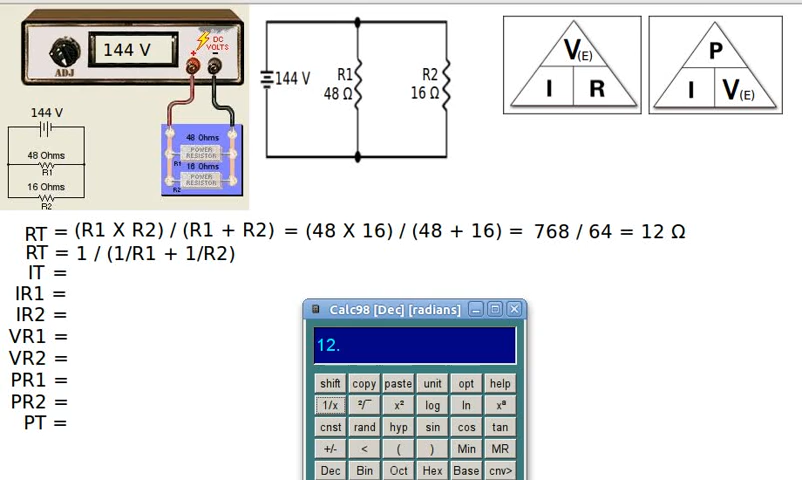 144 V
DC
VOLTS
ADJ
+ -
144 V
48 Ohms
R1
16 Ohms
R2
48 Ohms
POWER
RESISTOR
R1
16 Ohms
POWER
RESISTOR
R2
144 V
R1
48 Ω
R2
16 Ω
V(E)
I R
P
I V(E)
RT = (R1 X R2) / (R1 + R2) = (48 X 16) / (48 + 16) = 768 / 64 = 12 Ω
RT = 1 / (1/R1 + 1/R2)
IT =
IR1 =
IR2 =
VR1 =
VR2 =
PR1 =
PR2 =
PT =
Calc98 [Dec] [radians]
12.
shift copy paste unit opt help
1/x ²√‾ x² log ln xª
cnst rand hyp sin cos tan
+/- < ( ) Min MR
Dec Bin Oct Hex Base cnv>